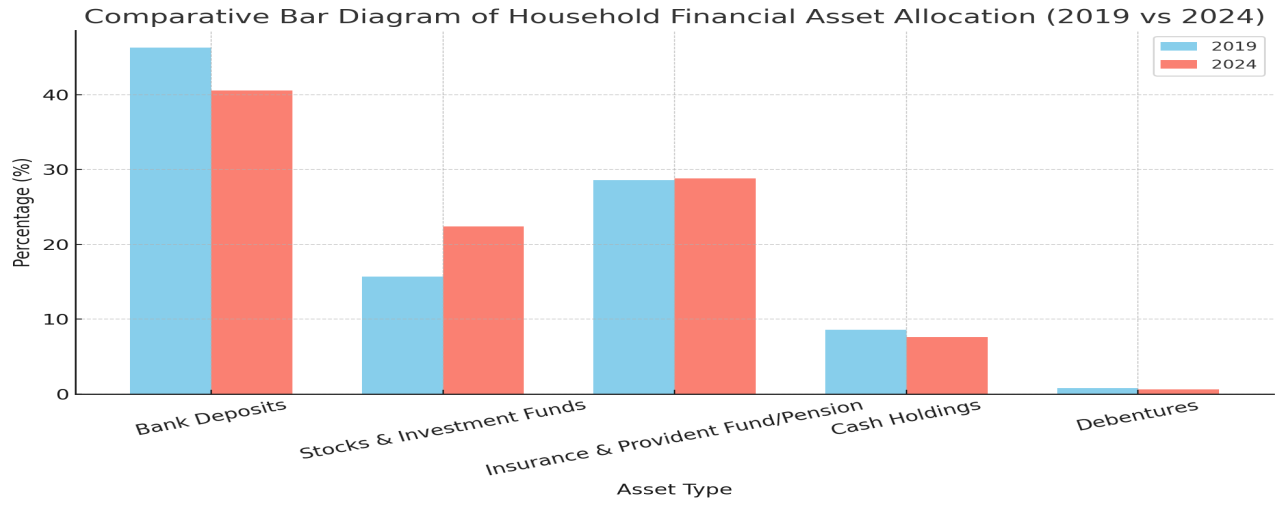 Comparative Bar Diagram of Household Financial Asset Allocation (2019 vs 2024)
2019
2024
Percentage (%)
40
30
20
10
0
Bank Deposits
Stocks & Investment Funds
Insurance & Provident Fund/Pension
Cash Holdings
Debentures
Asset Type